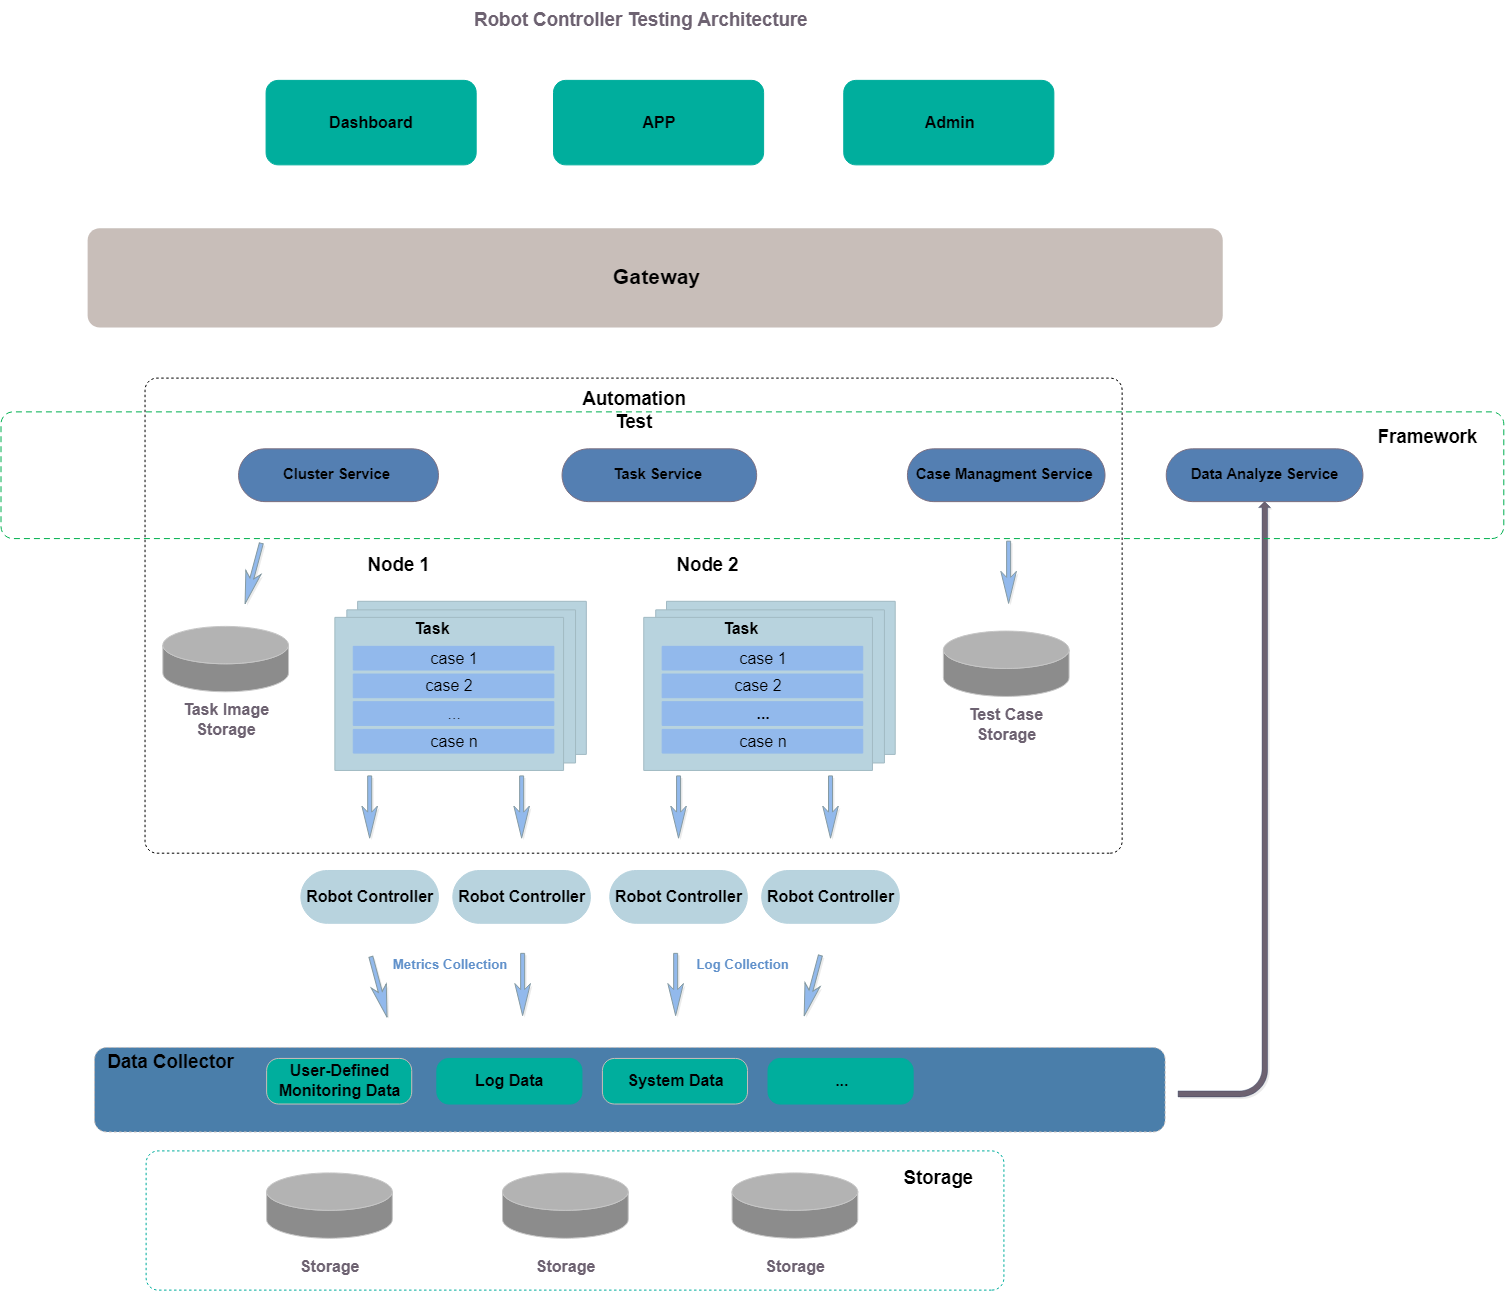 Robot Controller Testing Architecture
Dashboard
APP
Admin
Gateway
Automation
Test
Framework
Cluster Service
Task Service
Case Managment Service
Data Analyze Service
Node 1
Node 2
Task
case 1
case 2
...
case n
Task
case 1
case 2
...
case n
Task Image
Storage
Test Case
Storage
Robot Controller
Robot Controller
Robot Controller
Robot Controller
Metrics Collection
Log Collection
Data Collector
User-Defined
Monitoring Data
Log Data
System Data
...
Storage
Storage
Storage
Storage